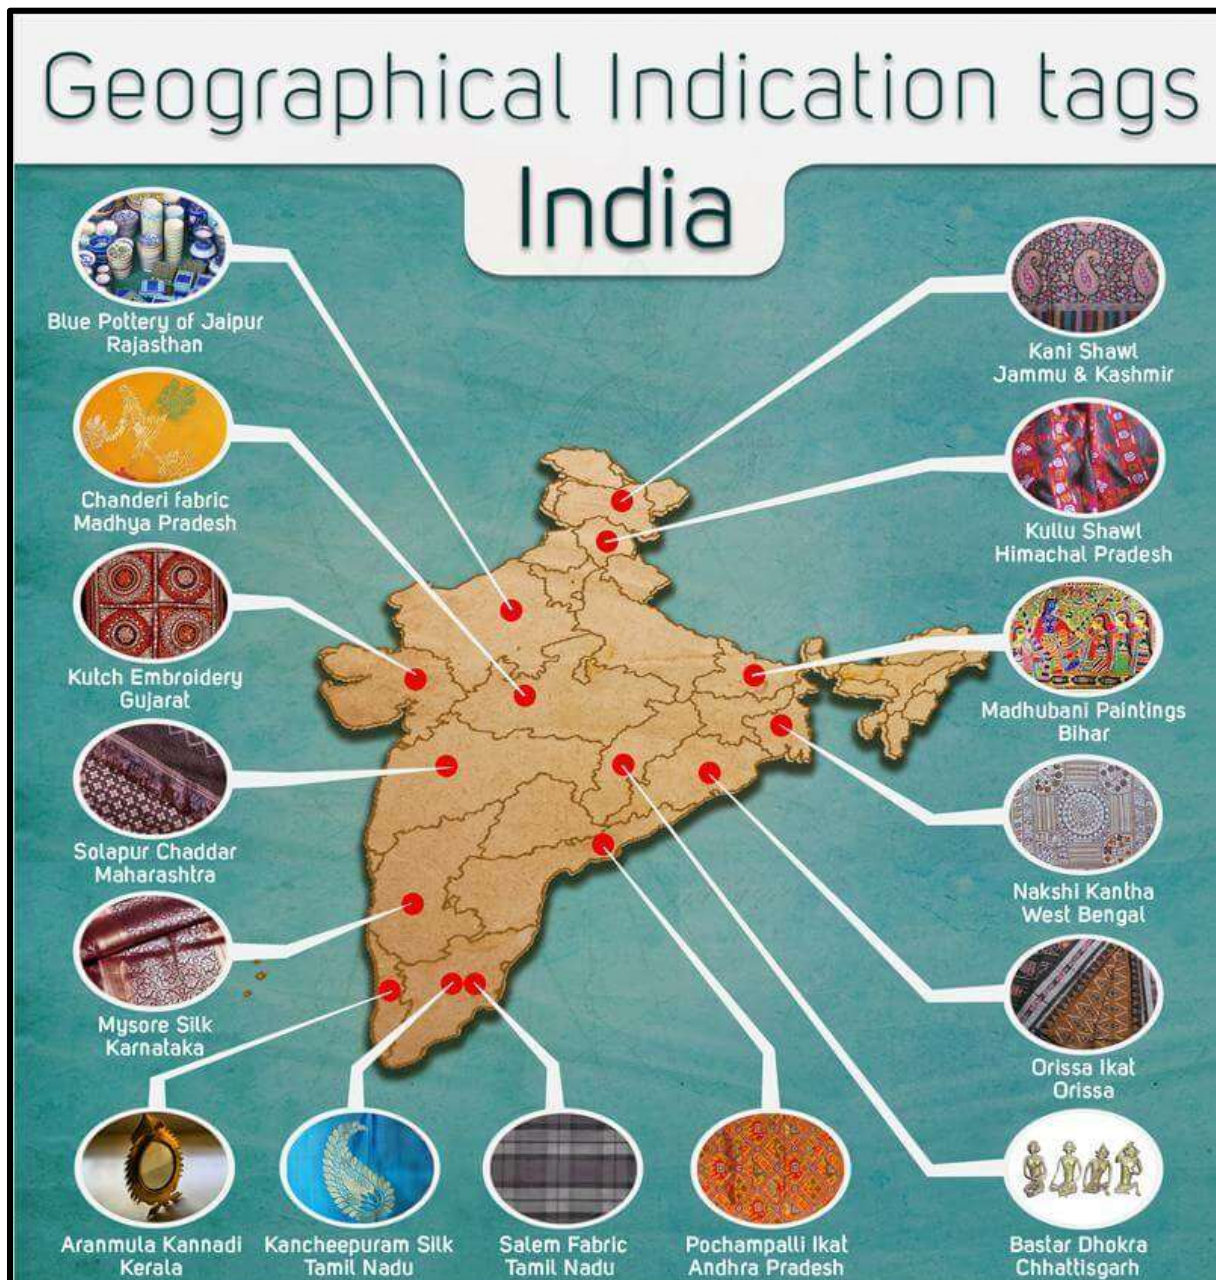 Geographical Indication tags
India
Blue Pottery of Jaipur
Rajasthan
Chanderi fabric
Madhya Pradesh
Kutch Embroidery
Gujarat
Solapur Chaddar
Maharashtra
Mysore Silk
Karnataka
Kani Shawl
Jammu & Kashmir
Kullu Shawl
Himachal Pradesh
Madhubani Paintings
Bihar
Nakshi Kantha
West Bengal
Orissa Ikat
Orissa
Aranmula Kannadi
Kerala
Kancheepuram Silk
Tamil Nadu
Salem Fabric
Tamil Nadu
Pochampalli Ikat
Andhra Pradesh
Bastar Dhokra
Chhattisgarh